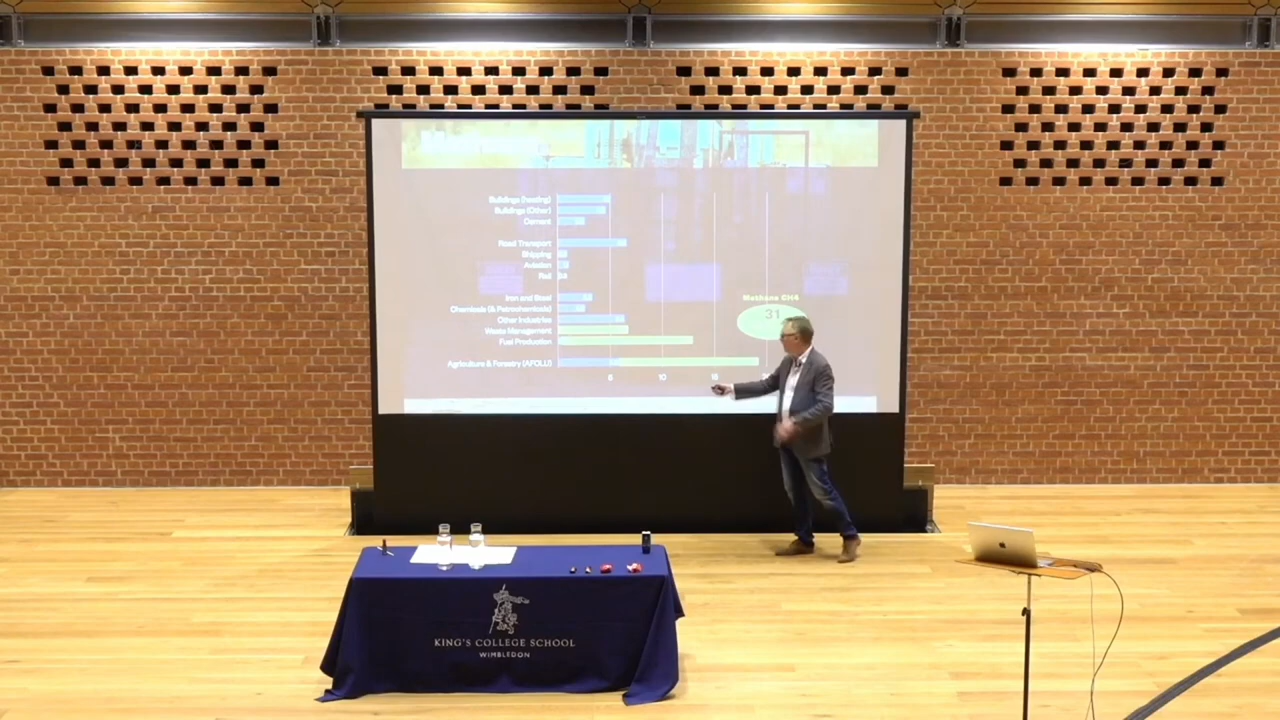 Buildings (heating)
Buildings (Other)
Cement
Road Transport
Shipping
Aviation
Rail
Iron and Steel
Chemicals (& Petrochemicals)
Other Industries
Waste Management
Fuel Production
Agriculture & Forestry (AFOLU)
5 10 15
Methane CH4
31
KING'S COLLEGE SCHOOL
WIMBLEDON